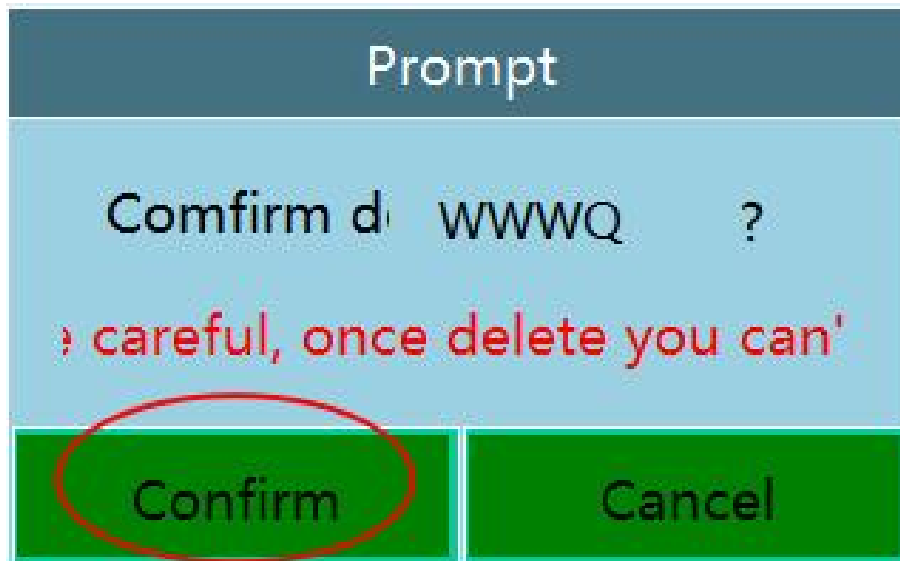 Prompt
Comfirm d WWWQ ?
careful, once delete you can'
Confirm
Cancel